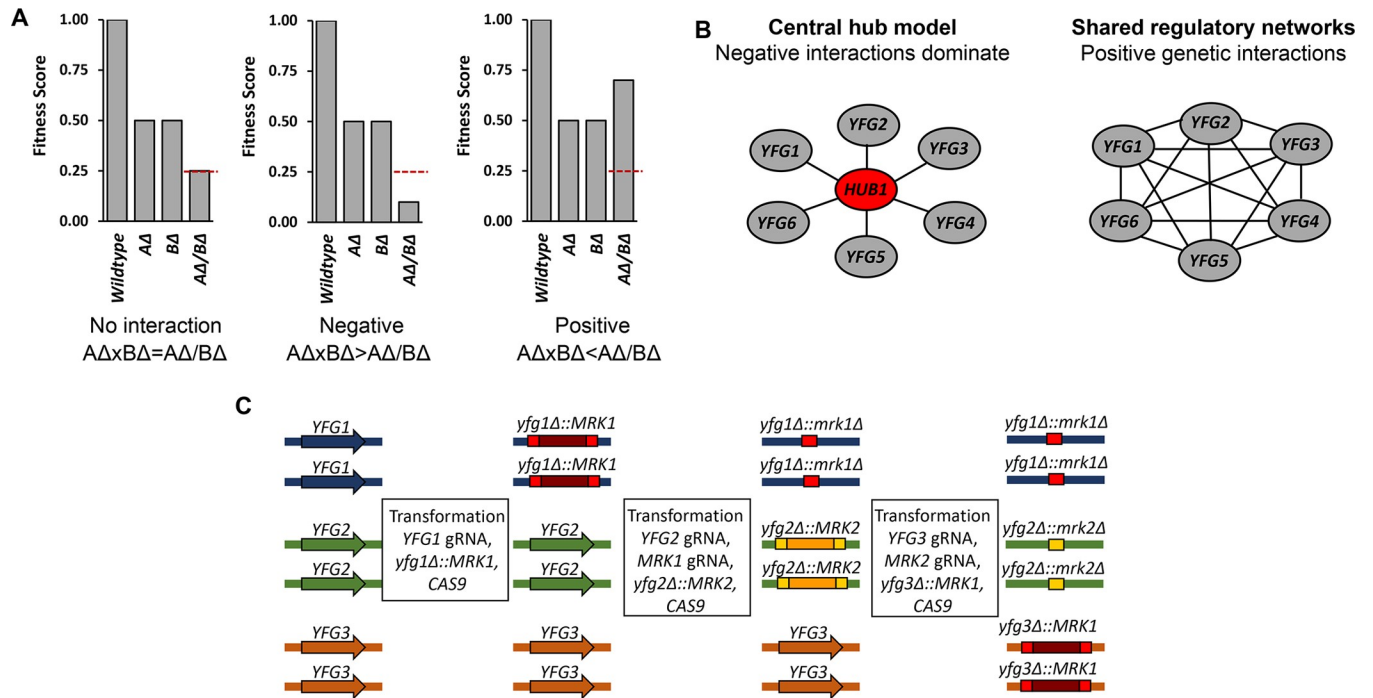 A
Fitness Score
1.00
0.75
0.50
0.25
0.00
Wildtype
AΔ
BΔ
AΔ/BΔ
No interaction
AΔxBΔ=AΔ/BΔ
Fitness Score
1.00
0.75
0.50
0.25
0.00
Wildtype
AΔ
BΔ
AΔ/BΔ
Negative
AΔxBΔ>AΔ/BΔ
Fitness Score
1.00
0.75
0.50
0.25
0.00
Wildtype
AΔ
BΔ
AΔ/BΔ
Positive
AΔxBΔ<AΔ/BΔ
B
Central hub model
Negative interactions dominate
YFG2
YFG1
YFG3
HUB1
YFG6
YFG4
YFG5
Shared regulatory networks
Positive genetic interactions
YFG2
YFG1
YFG3
YFG6
YFG4
YFG5
C
YFG1
YFG1
YFG2
YFG2
YFG3
YFG3
Transformation
YFG1 gRNA,
yfg1Δ::MRK1,
CAS9
yfg1Δ::MRK1
yfg1Δ::MRK1
YFG2
YFG2
YFG3
YFG3
Transformation
YFG2 gRNA,
MRK1 gRNA,
yfg2Δ::MRK2,
CAS9
yfg1Δ::mrk1Δ
yfg1Δ::mrk1Δ
yfg2Δ::MRK2
yfg2Δ::MRK2
YFG3
YFG3
Transformation
YFG3 gRNA,
MRK2 gRNA,
yfg3Δ::MRK1,
CAS9
yfg1Δ::mrk1Δ
yfg1Δ::mrk1Δ
yfg2Δ::mrk2Δ
yfg2Δ::mrk2Δ
yfg3Δ::MRK1
yfg3Δ::MRK1